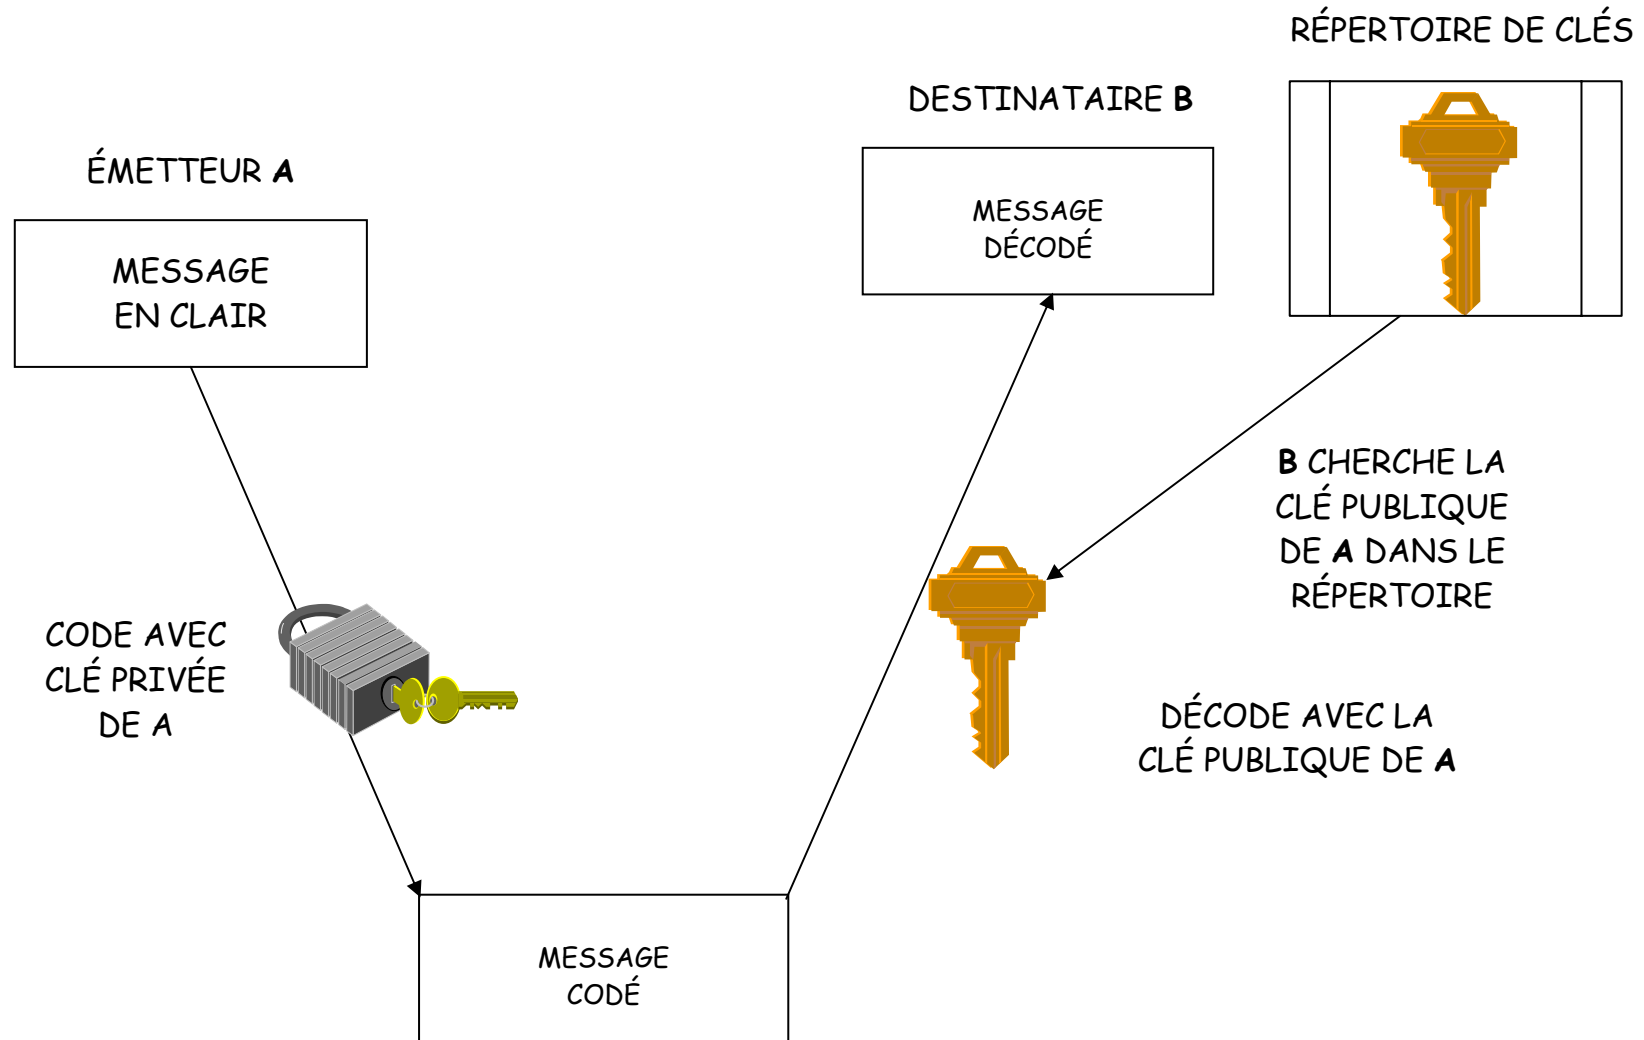 RÉPERTOIRE DE CLÉS
DESTINATAIRE B
ÉMETTEUR A
MESSAGE
DÉCODÉ
MESSAGE
EN CLAIR
B CHERCHE LA
CLÉ PUBLIQUE
DE A DANS LE
RÉPERTOIRE
CODE AVEC
CLÉ PRIVÉE
DE A
DÉCODE AVEC LA
CLÉ PUBLIQUE DE A
MESSAGE
CODÉ